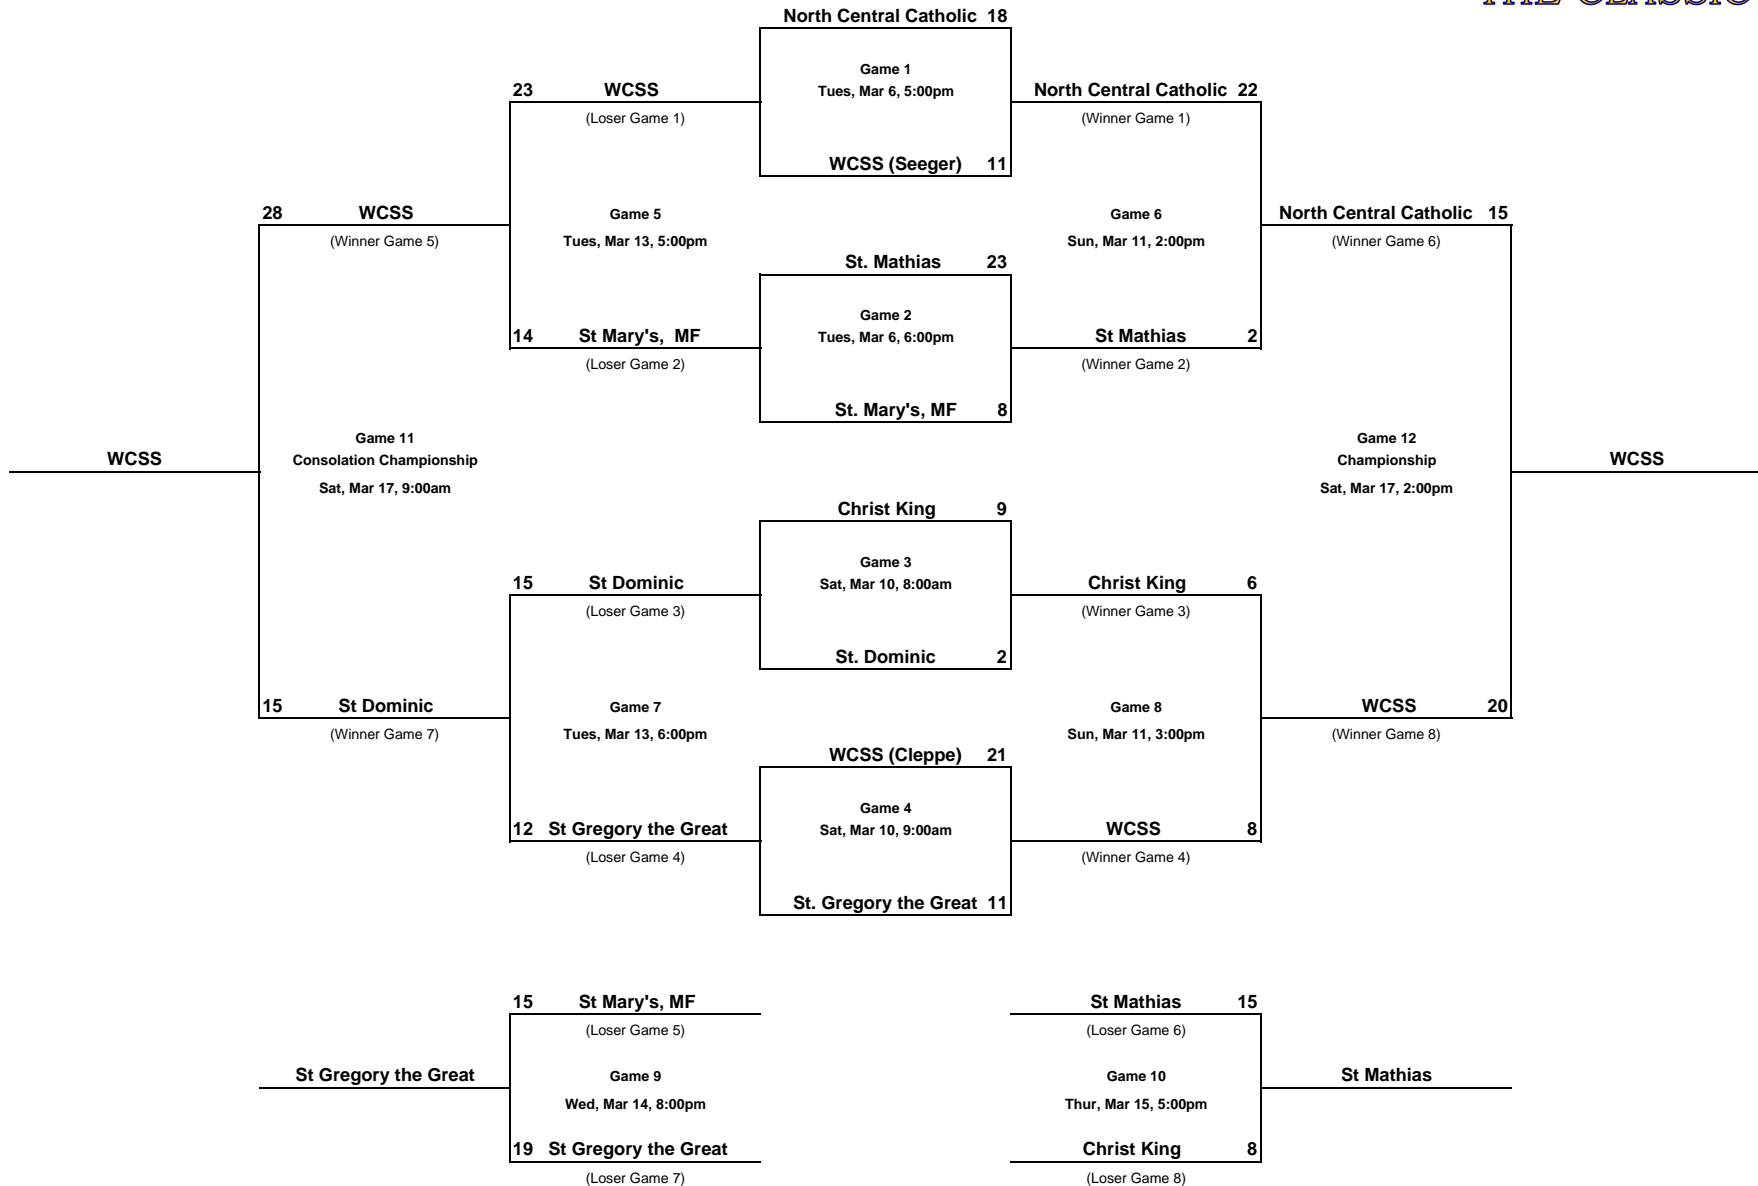 THE CLASSIC
North Central Catholic 18
Game 1
Tues, Mar 6, 5:00pm
23 WCSS
(Loser Game 1)
North Central Catholic 22
(Winner Game 1)
WCSS (Seeger) 11
28 WCSS
(Winner Game 5)
Game 5
Tues, Mar 13, 5:00pm
Game 6
Sun, Mar 11, 2:00pm
North Central Catholic 15
(Winner Game 6)
St. Mathias 23
Game 2
Tues, Mar 6, 6:00pm
14 St Mary's, MF
(Loser Game 2)
St Mathias 2
(Winner Game 2)
St. Mary's, MF 8
WCSS
Game 11
Consolation Championship
Sat, Mar 17, 9:00am
Game 12
Championship
Sat, Mar 17, 2:00pm
WCSS
Christ King 9
Game 3
Sat, Mar 10, 8:00am
15 St Dominic
(Loser Game 3)
Christ King 6
(Winner Game 3)
St. Dominic 2
15 St Dominic
(Winner Game 7)
Game 7
Tues, Mar 13, 6:00pm
Game 8
Sun, Mar 11, 3:00pm
WCSS 20
(Winner Game 8)
WCSS (Cleppe) 21
Game 4
Sat, Mar 10, 9:00am
12 St Gregory the Great
(Loser Game 4)
WCSS 8
(Winner Game 4)
St. Gregory the Great 11
15 St Mary's, MF
(Loser Game 5)
St Mathias 15
(Loser Game 6)
St Gregory the Great
Game 9
Wed, Mar 14, 8:00pm
Game 10
Thur, Mar 15, 5:00pm
St Mathias
19 St Gregory the Great
(Loser Game 7)
Christ King 8
(Loser Game 8)